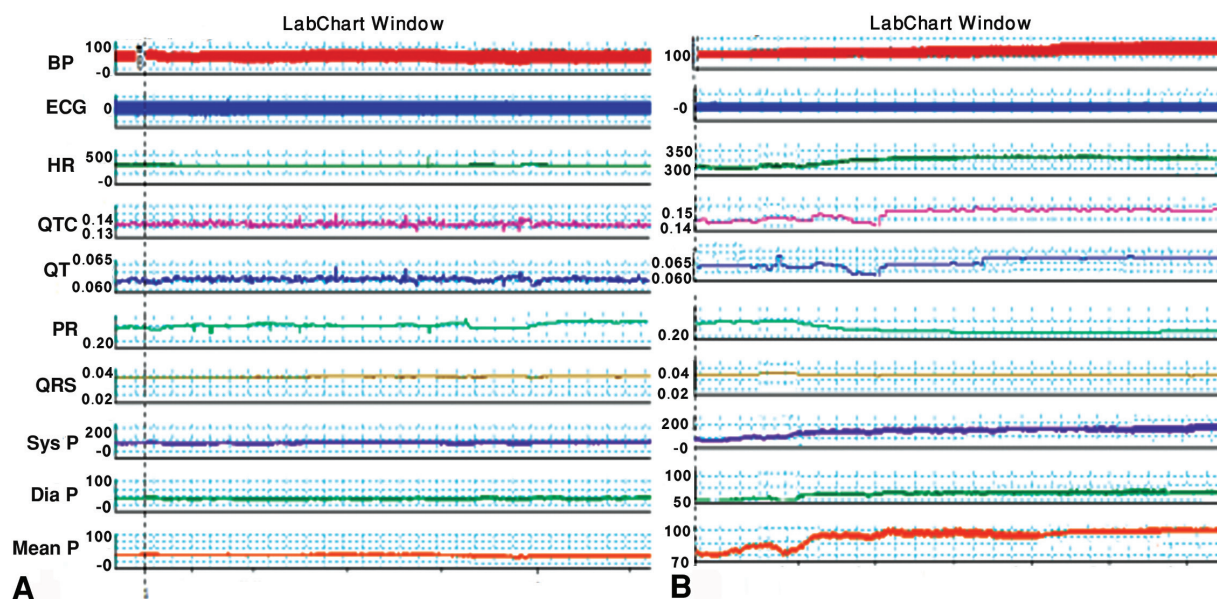 LabChart Window
BP 100 -0
ECG 0
HR 500 -0
QTC 0.14 0.13
QT 0.065 0.060
PR 0.20
QRS 0.04 0.02
Sys P 200 -0
Dia P 100 -0
Mean P 100 -0
A
LabChart Window
100
-0
350 300
0.15 0.14
0.065 0.060
0.20
0.04 0.02
200 -0
100 50
100 70
B